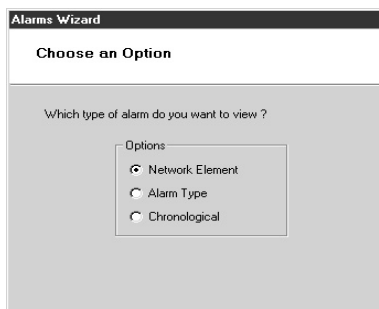 Alarms Wizard
Choose an Option
Which type of alarm do you want to view ?
Options
Network Element
Alarm Type
Chronological